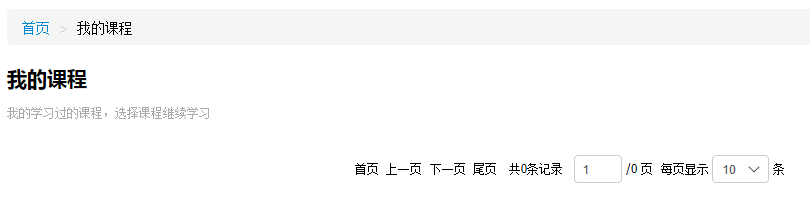 首页 > 我的课程
我的课程
我的学习过的课程，选择课程继续学习
首页 上一页 下一页 尾页 共0条记录 1 /0 页 每页显示 10 条